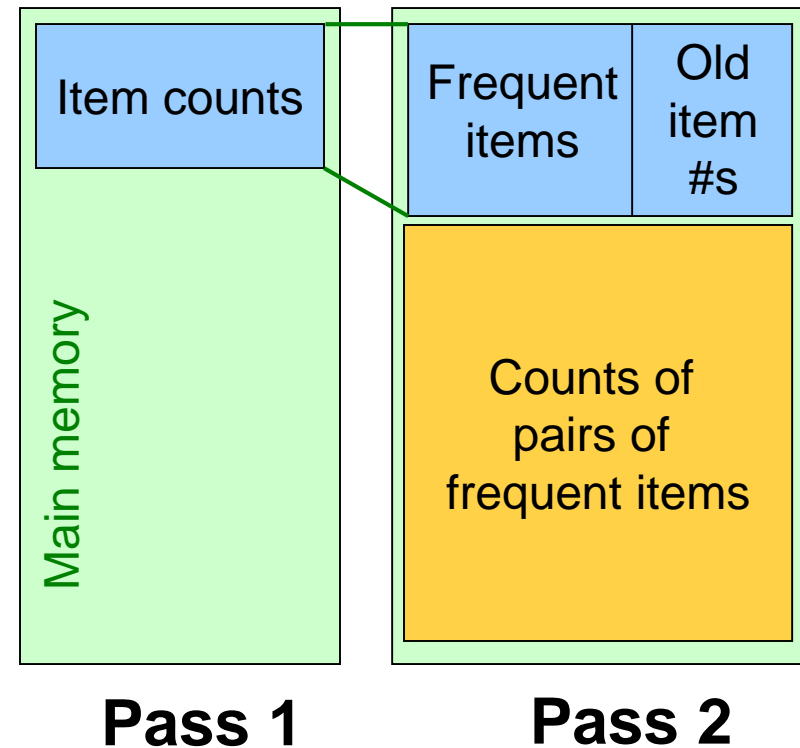 Item counts
Main memory
Frequent
items
Old
item
#s
Counts of
pairs of
frequent items
Pass 1
Pass 2